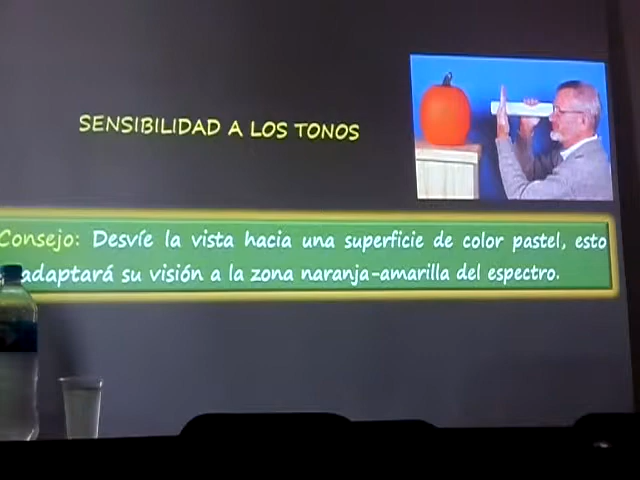 SENSIBILIDAD A LOS TONOS
Consejo: Desvíe la vista hacia una superficie de color pastel, esto
adaptará su visión a la zona naranja-amarilla del espectro.